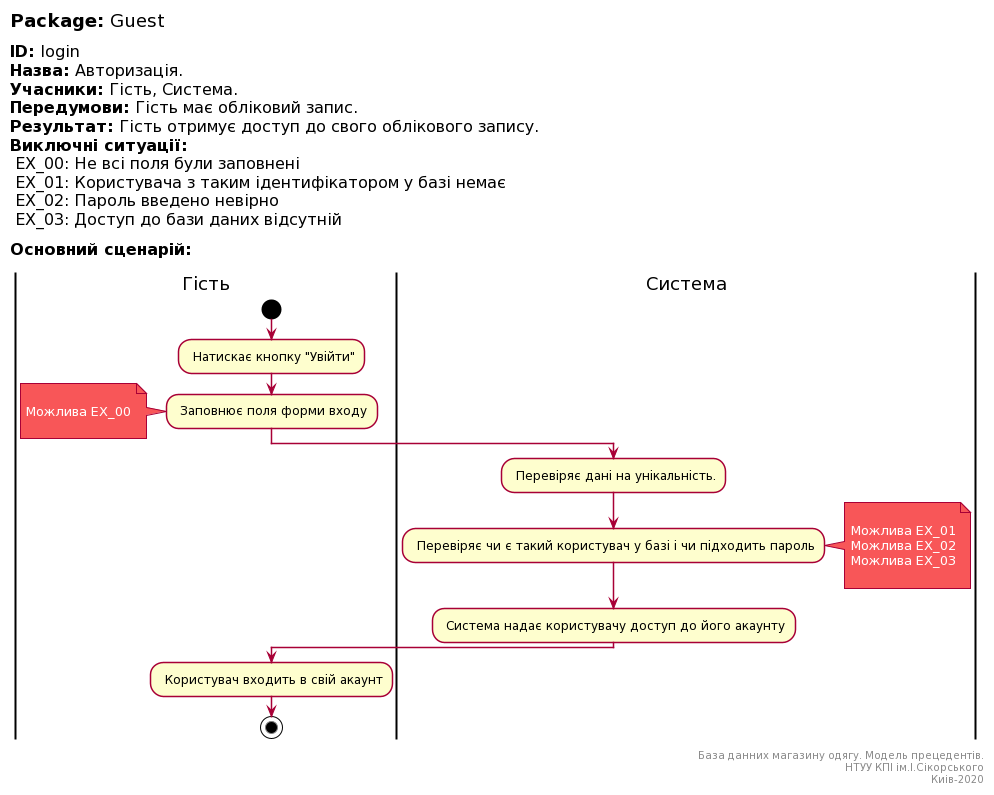 Package: Guest
ID: login
Назва: Авторизація.
Учасники: Гість, Система.
Передумови: Гість має обліковий запис.
Результат: Гість отримує доступ до свого облікового запису.
Виключні ситуації:
EX_00: Не всі поля були заповнені
EX_01: Користувача з таким ідентифікатором у базі немає
EX_02: Пароль введено невірно
EX_03: Доступ до бази даних відсутній
Основний сценарій:
Гість
Система
Натискає кнопку "Увійти"
Можлива EX_00
Заповнює поля форми входу
Перевіряє дані на унікальність.
Перевіряє чи є такий користувач у базі і чи підходить пароль
Можлива EX_01
Можлива EX_02
Можлива EX_03
Система надає користувачу доступ до його акаунту
Користувач входить в свій акаунт
База данних магазину одягу. Модель прецедентів.
НТУУ КПІ ім.І.Сікорського
Київ-2020